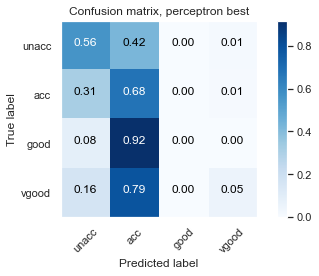 Confusion matrix, perceptron best
True label
unacc 0.56 0.42 0.00 0.01
acc 0.31 0.68 0.00 0.01
good 0.08 0.92 0.00 0.00
vgood 0.16 0.79 0.00 0.05
unacc acc good vgood
Predicted label
0.8
0.6
0.4
0.2
0.0